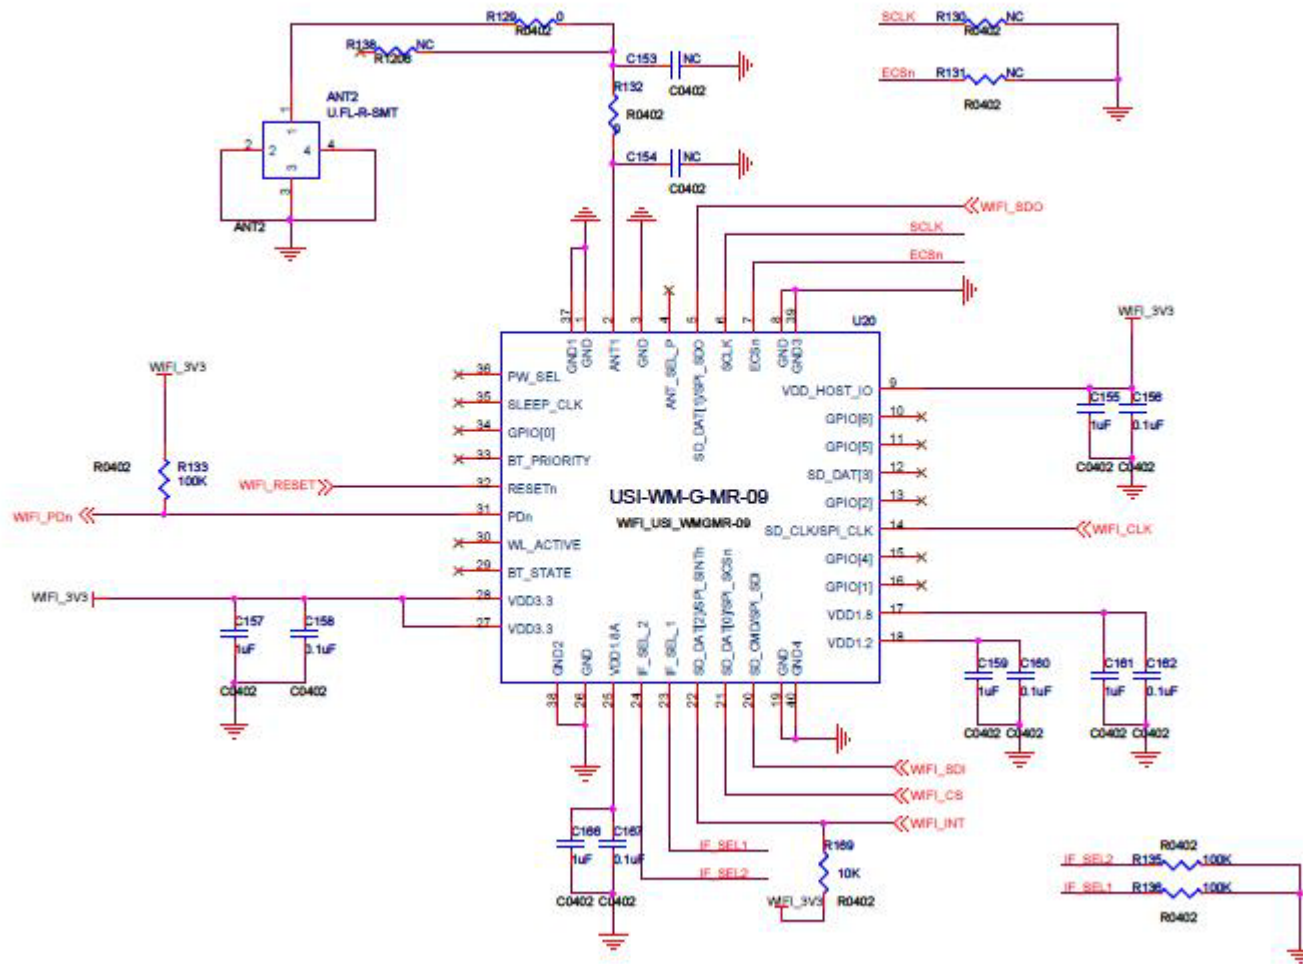 R129 0
R0402
R138 NC
R1206
C153 NC
C0402
R132
R0402
0
C154 NC
C0402
ANT2
U.FL-R-SMT
1
1
2 2 4 4
3
3
ANT2
SCLK R130 NC
R0402
ECSn R131 NC
R0402
WIFI_SDO
SCLK
ECSn
37 1 2 3 4 5 6 7 8 39
U20
GND1 GND ANT1 GND ANT_SEL_P SD_DAT[1]/SPI_SDO SCLK ECSn GND GND3
WIFI_3V3
36 PW_SEL
35 SLEEP_CLK
34 GPIO[0]
33 BT_PRIORITY
WIFI_RESET 32 RESETn
WIFI_PDn 31 PDn
30 WL_ACTIVE
29 BT_STATE
WIFI_3V3 28 VDD3.3
27 VDD3.3
R0402 R133
100K
USI-WM-G-MR-09
WIFI_USI_WMGMR-09
WIFI_3V3
VDD_HOST_IO 9
GPIO[6] 10
GPIO[5] 11
SD_DAT[3] 12
GPIO[2] 13
SD_CLK/SPI_CLK 14 WIFI_CLK
GPIO[4] 15
GPIO[1] 16
VDD1.8 17
VDD1.2 18
C155 C156
1uF 0.1uF
C0402 C0402
C157 C158
1uF 0.1uF
C0402 C0402
GND2 GND VDD1.8A IF_SEL_2 IF_SEL_1 SD_DAT[2]/SPI_SINTn SD_DAT[0]/SPI_SCSn SD_CMD/SPI_SDI GND GND4
38 26 25 24 23 22 21 20 19 40
C159 C160 C161 C162
1uF 0.1uF 1uF 0.1uF
C0402 C0402 C0402 C0402
WIFI_SDI
WIFI_CS
WIFI_INT
C166 C167
1uF 0.1uF
C0402 C0402
IF_SEL1
IF_SEL2
R169
10K
WIFI_3V3 R0402
R0402
IF_SEL2 R135 100K
IF_SEL1 R136 100K
R0402